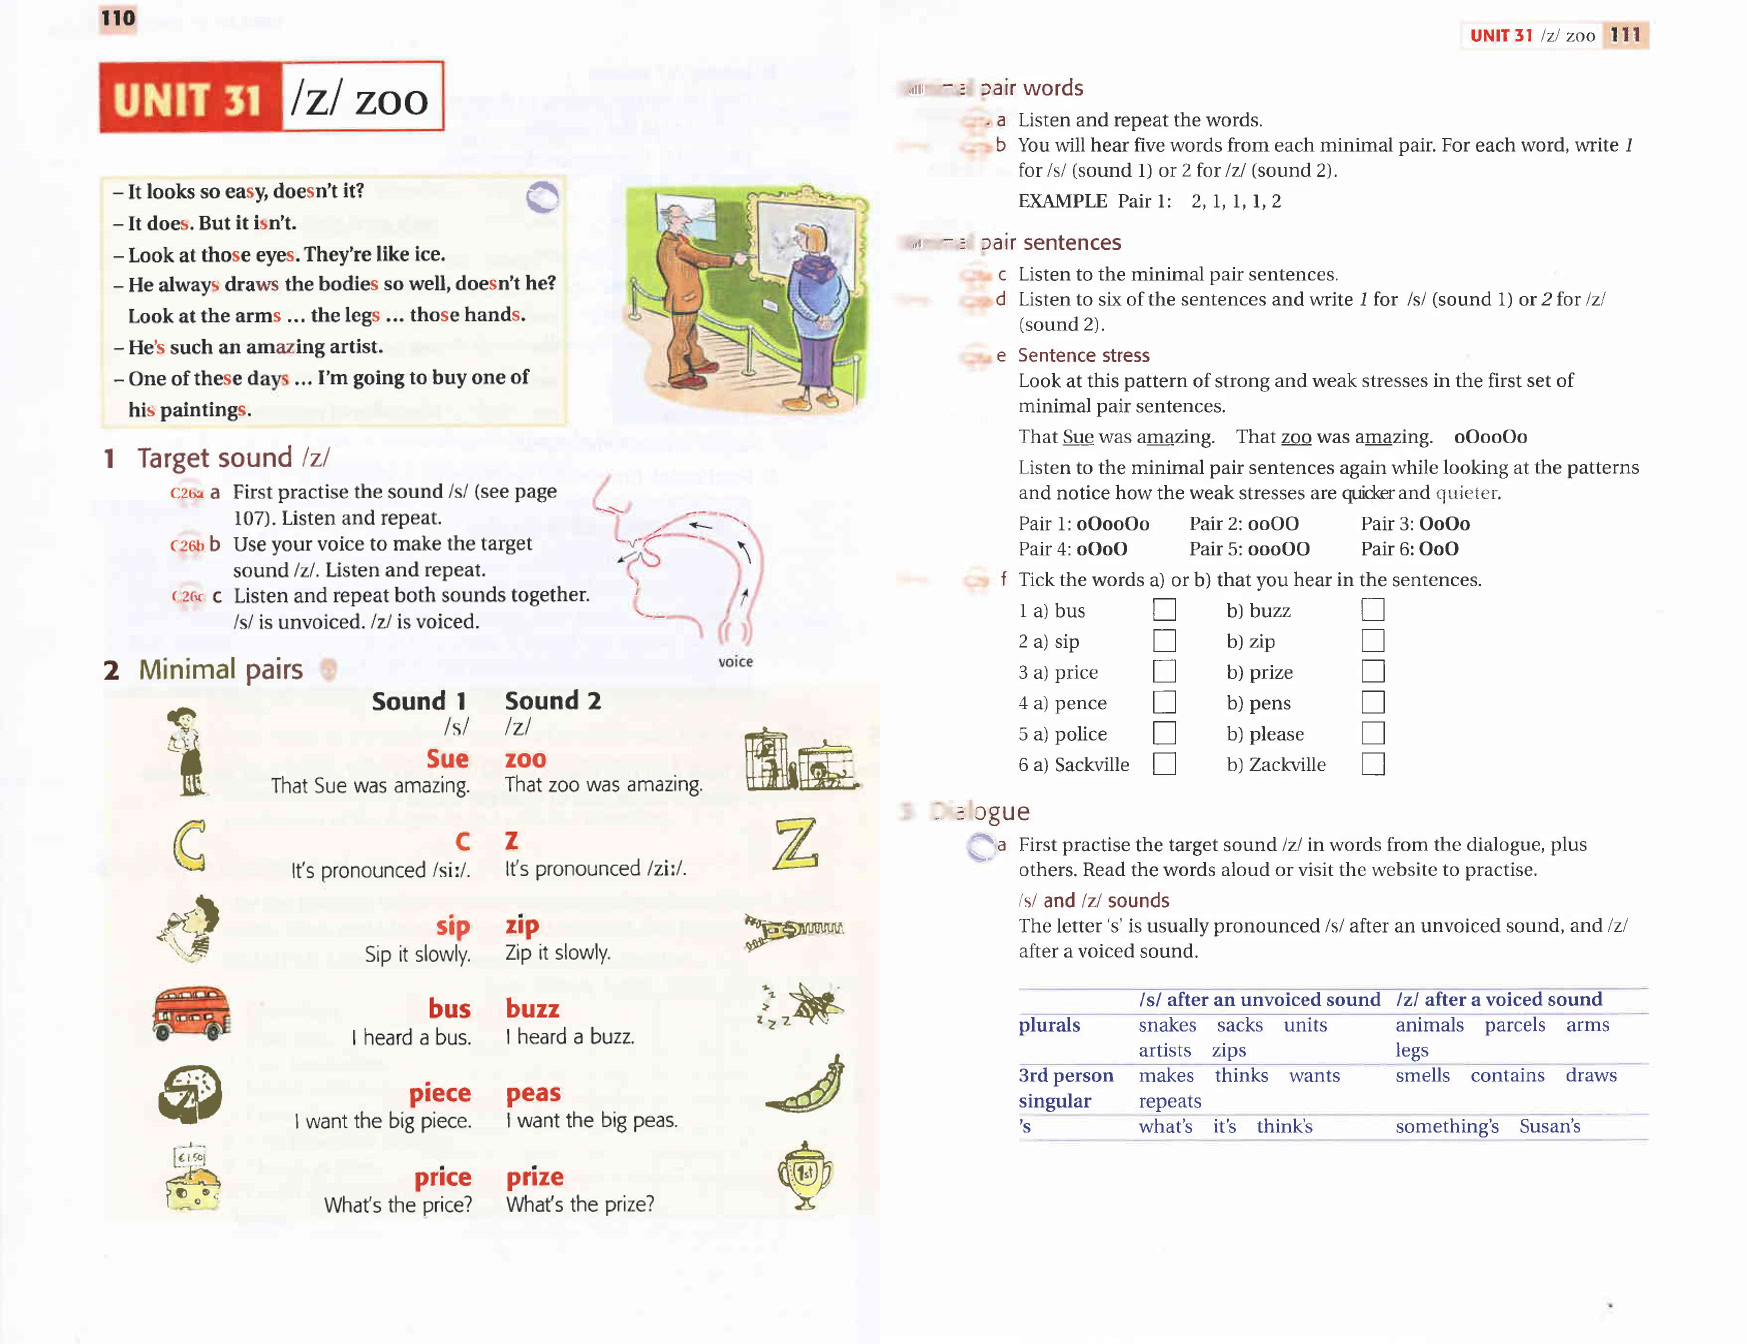 110
UNIT 31 /z/ zoo
– It looks so easy, doesn't it?
– It does. But it isn't.
– Look at those eyes. They're like ice.
– He always draws the bodies so well, doesn't he?
Look at the arms ... the legs ... those hands.
– He's such an amazing artist.
– One of these days ... I'm going to buy one of
his paintings.
1 Target sound /z/
C26a a First practise the sound /s/ (see page
107). Listen and repeat.
C26b b Use your voice to make the target
sound /z/. Listen and repeat.
C26c c Listen and repeat both sounds together.
/s/ is unvoiced. /z/ is voiced.
voice
2 Minimal pairs
Sound 1 Sound 2
/s/ /z/
Sue zoo
That Sue was amazing. That zoo was amazing.
C Z
C Z
It's pronounced /si:/. It's pronounced /zi:/.
sip zip
Sip it slowly. Zip it slowly.
bus buzz
I heard a bus. I heard a buzz.
z z z z z
piece peas
I want the big piece. I want the big peas.
€1.50
price prize
1st
What's the price? What's the prize?
UNIT 31 /z/ zoo 111
pair words
a Listen and repeat the words.
b You will hear five words from each minimal pair. For each word, write 1
for /s/ (sound 1) or 2 for /z/ (sound 2).
EXAMPLE Pair 1: 2, 1, 1, 1, 2
pair sentences
c Listen to the minimal pair sentences.
d Listen to six of the sentences and write 1 for /s/ (sound 1) or 2 for /z/
(sound 2).
e Sentence stress
Look at this pattern of strong and weak stresses in the first set of
minimal pair sentences.
That Sue was amazing. That zoo was amazing. oOooOo
Listen to the minimal pair sentences again while looking at the patterns
and notice how the weak stresses are quicker and quieter.
Pair 1: oOooOo Pair 2: ooOO Pair 3: OoOo
Pair 4: oOoO Pair 5: oooOO Pair 6: OoO
f Tick the words a) or b) that you hear in the sentences.
1 a) bus b) buzz
2 a) sip b) zip
3 a) price b) prize
4 a) pence b) pens
5 a) police b) please
6 a) Sackville b) Zackville
3 Dialogue
a First practise the target sound /z/ in words from the dialogue, plus
others. Read the words aloud or visit the website to practise.
/s/ and /z/ sounds
The letter 's' is usually pronounced /s/ after an unvoiced sound, and /z/
after a voiced sound.
/s/ after an unvoiced sound /z/ after a voiced sound
plurals snakes sacks units animals parcels arms
artists zips legs
3rd person makes thinks wants smells contains draws
singular repeats
's what's it's think's something's Susan's